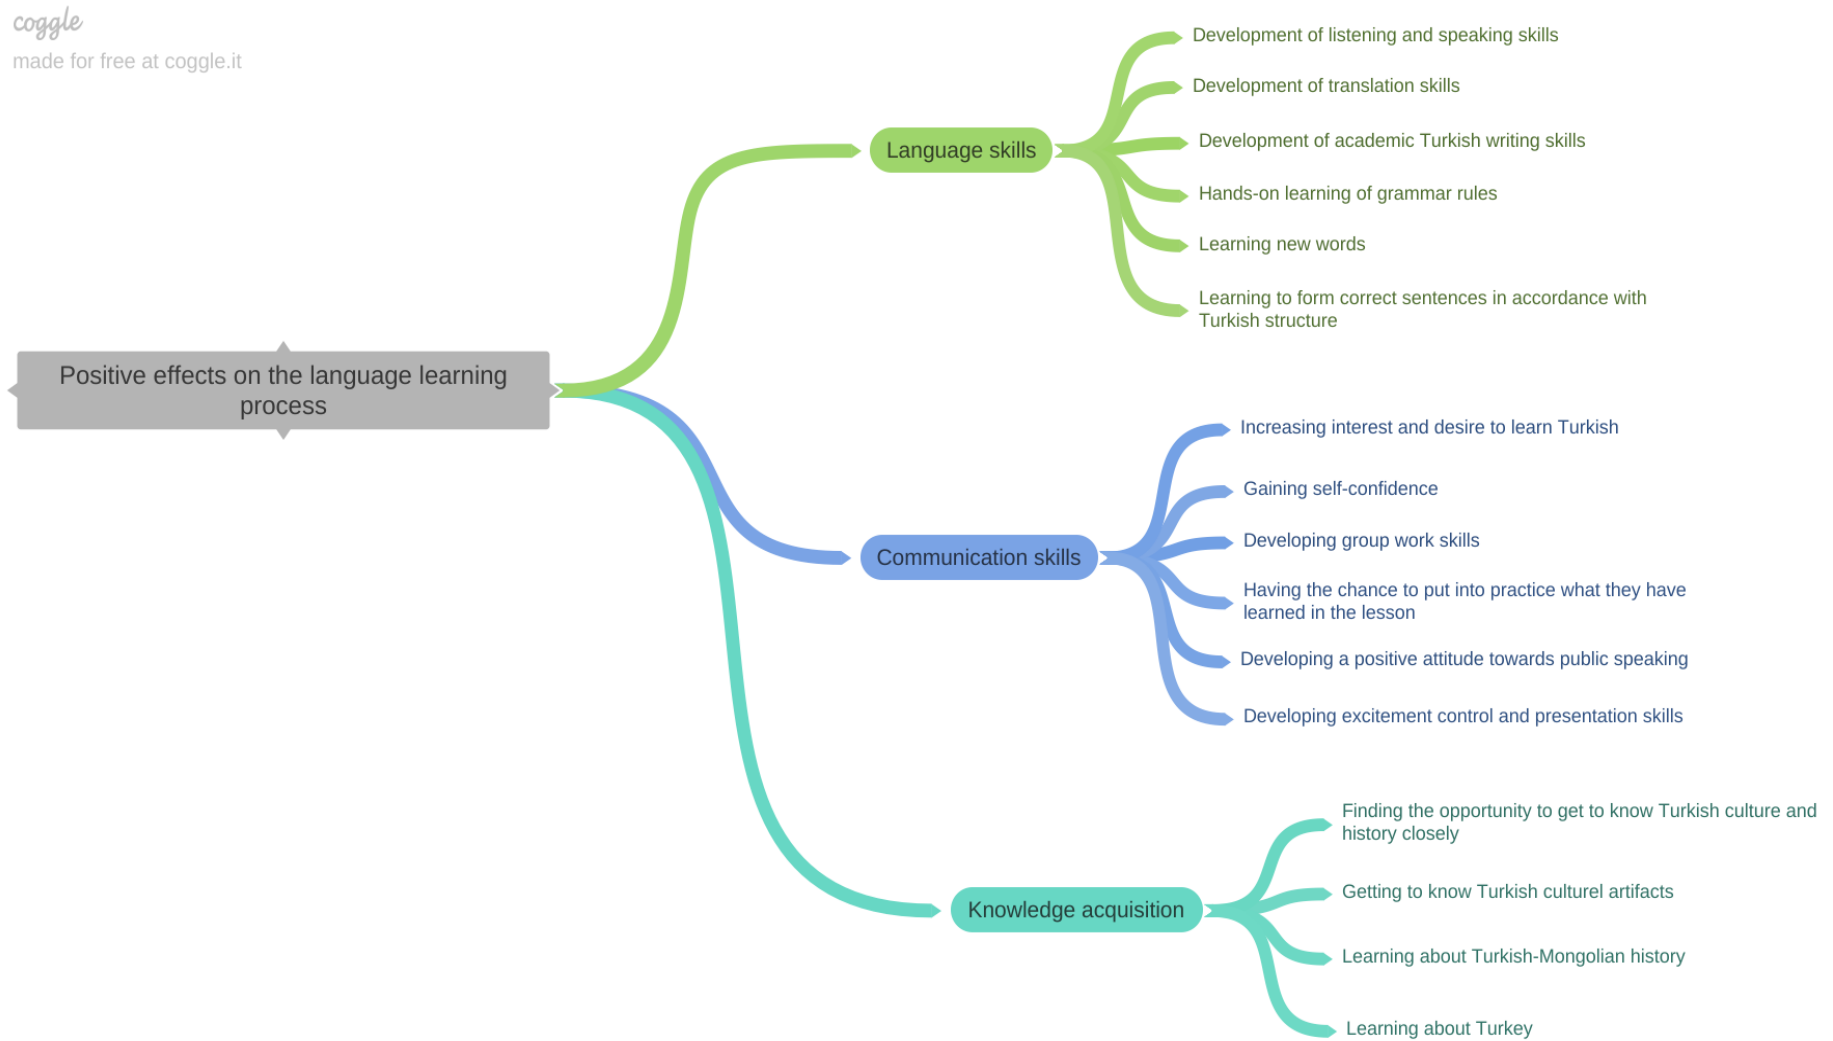 coggle
made for free at coggle.it
Positive effects on the language learning
process
Language skills
Development of listening and speaking skills
Development of translation skills
Development of academic Turkish writing skills
Hands-on learning of grammar rules
Learning new words
Learning to form correct sentences in accordance with
Turkish structure
Communication skills
Increasing interest and desire to learn Turkish
Gaining self-confidence
Developing group work skills
Having the chance to put into practice what they have
learned in the lesson
Developing a positive attitude towards public speaking
Developing excitement control and presentation skills
Knowledge acquisition
Finding the opportunity to get to know Turkish culture and
history closely
Getting to know Turkish culturel artifacts
Learning about Turkish-Mongolian history
Learning about Turkey